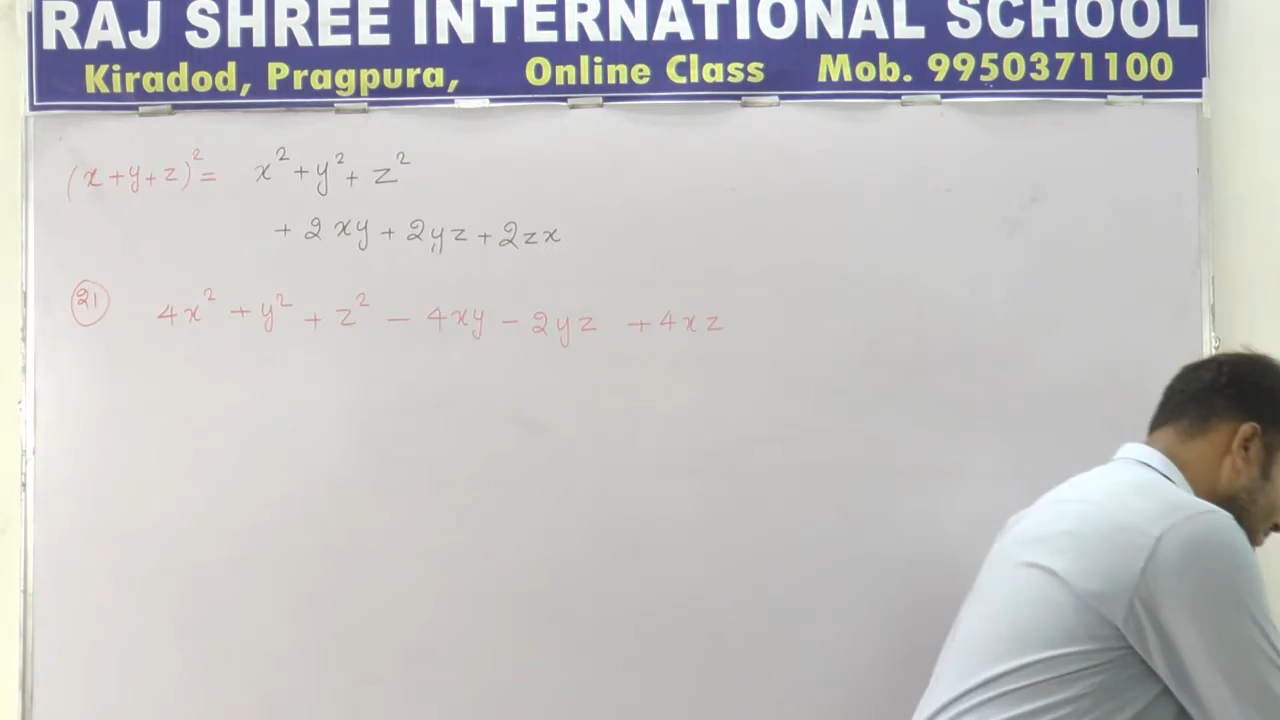 RAJ SHREE INTERNATIONAL SCHOOL
Kiradod, Pragpura, Online Class Mob. 9950371100
(x+y+z)² = x² + y² + z²
+ 2xy + 2yz + 2zx
21 4x² + y² + z² - 4xy - 2yz + 4xz